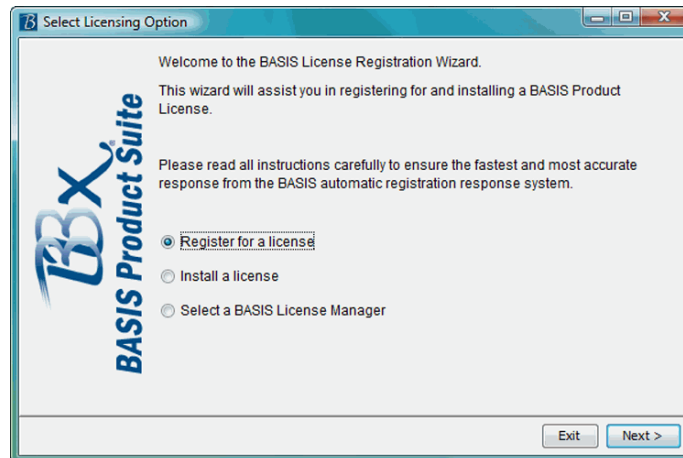 Select Licensing Option
Welcome to the BASIS License Registration Wizard.
This wizard will assist you in registering for and installing a BASIS Product
License.
Please read all instructions carefully to ensure the fastest and most accurate
response from the BASIS automatic registration response system.
Register for a license
Install a license
Select a BASIS License Manager
BBX
BASIS Product Suite
Exit
Next >